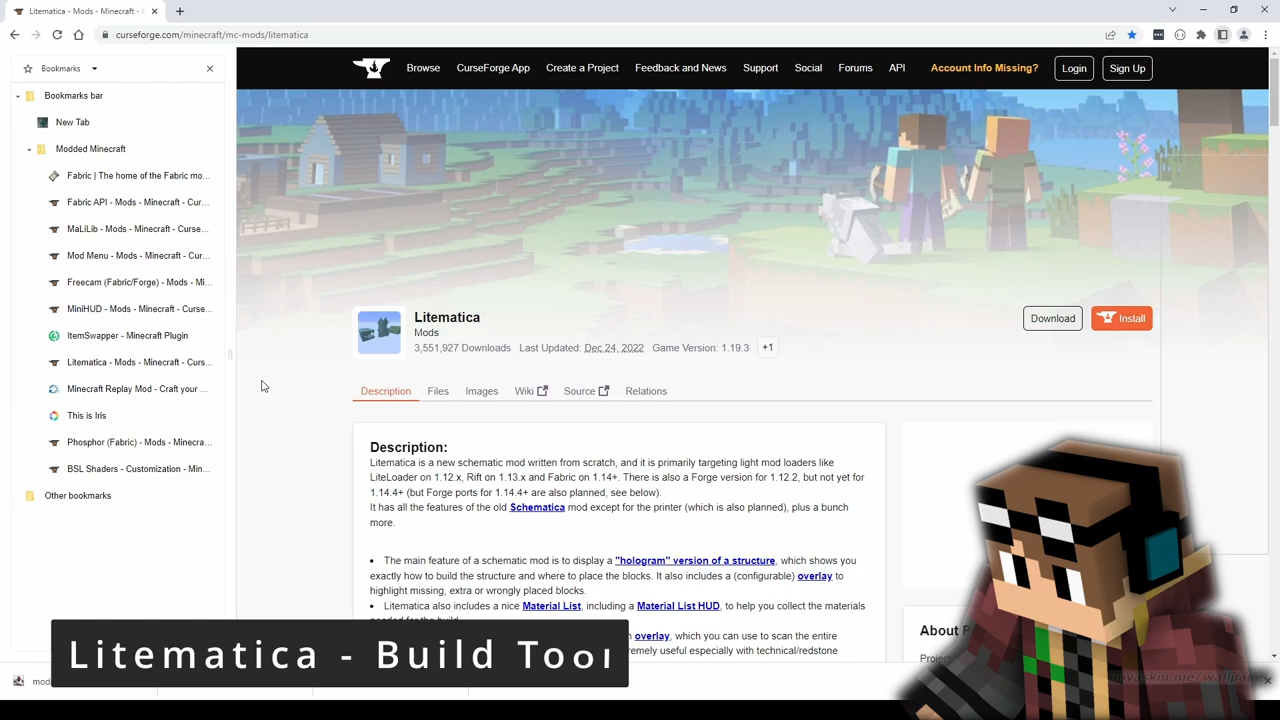 Litematica - Mods - Minecraft - C
curseforge.com/minecraft/mc-mods/litematica
Bookmarks
Bookmarks bar
New Tab
Modded Minecraft
Fabric | The home of the Fabric mo...
Fabric API - Mods - Minecraft - Cur...
MaLiLib - Mods - Minecraft - Curse...
Mod Menu - Mods - Minecraft - Cur...
Freecam (Fabric/Forge) - Mods - Mi...
MiniHUD - Mods - Minecraft - Curse...
ItemSwapper - Minecraft Plugin
Litematica - Mods - Minecraft - Curs...
Minecraft Replay Mod - Craft your ...
This is Iris
Phosphor (Fabric) - Mods - Minecra...
BSL Shaders - Customization - Min...
Other bookmarks
Browse CurseForge App Create a Project Feedback and News Support Social Forums API Account Info Missing? Login Sign Up
Litematica
Mods
3,551,927 Downloads Last Updated: Dec 24, 2022 Game Version: 1.19.3 +1
Download Install
Description Files Images Wiki Source Relations
Description:
Litematica is a new schematic mod written from scratch, and it is primarily targeting light mod loaders like
LiteLoader on 1.12.x, Rift on 1.13.x and Fabric on 1.14+. There is also a Forge version for 1.12.2, but not yet for
1.14.4+ (but Forge ports for 1.14.4+ are also planned, see below).
It has all the features of the old Schematica mod except for the printer (which is also planned), plus a bunch
more.
• The main feature of a schematic mod is to display a "hologram" version of a structure, which shows you
exactly how to build the structure and where to place the blocks. It also includes a (configurable) overlay to
highlight missing, extra or wrongly placed blocks.
• Litematica also includes a nice Material List, including a Material List HUD, to help you collect the materials
overlay, which you can use to scan the entire
especially with technical/redstone
About
Litematica - Build Tool
mod